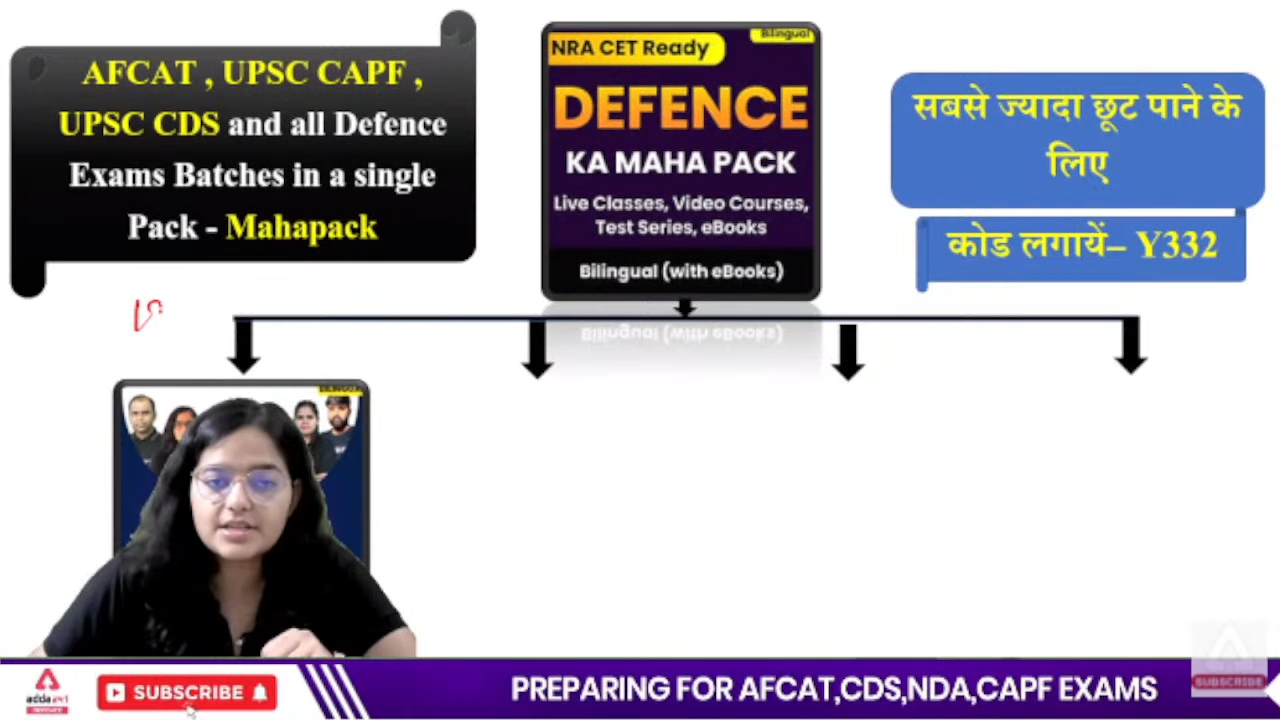 AFCAT , UPSC CAPF ,
UPSC CDS and all Defence
Exams Batches in a single
Pack - Mahapack
NRA CET Ready
Bilingual
DEFENCE
KA MAHA PACK
Live Classes, Video Courses,
Test Series, eBooks
Bilingual (with eBooks)
सबसे ज्यादा छूट पाने के
लिए
कोड लगायें– Y332
SUBSCRIBE
PREPARING FOR AFCAT,CDS,NDA,CAPF EXAMS
SUBSCRIBE